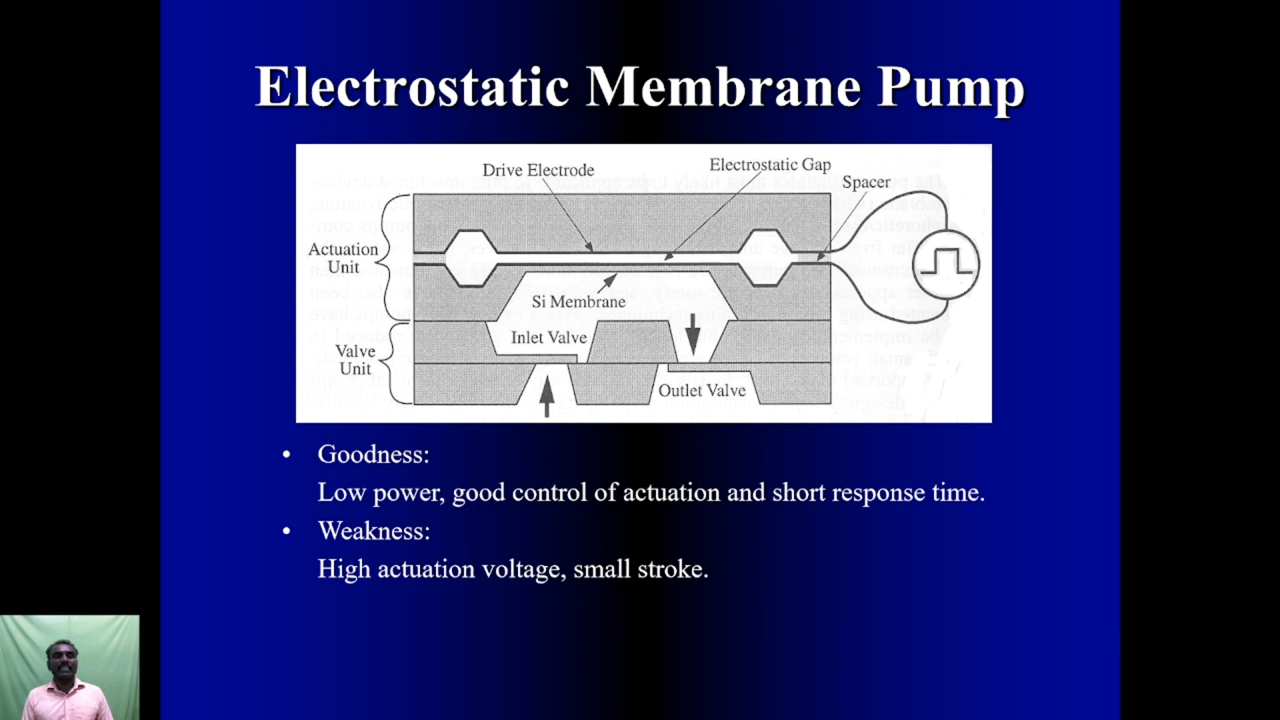 Electrostatic Membrane Pump
Drive Electrode
Electrostatic Gap
Spacer
Actuation
Unit
Si Membrane
Inlet Valve
Valve
Unit
Outlet Valve
• Goodness:
Low power, good control of actuation and short response time.
• Weakness:
High actuation voltage, small stroke.